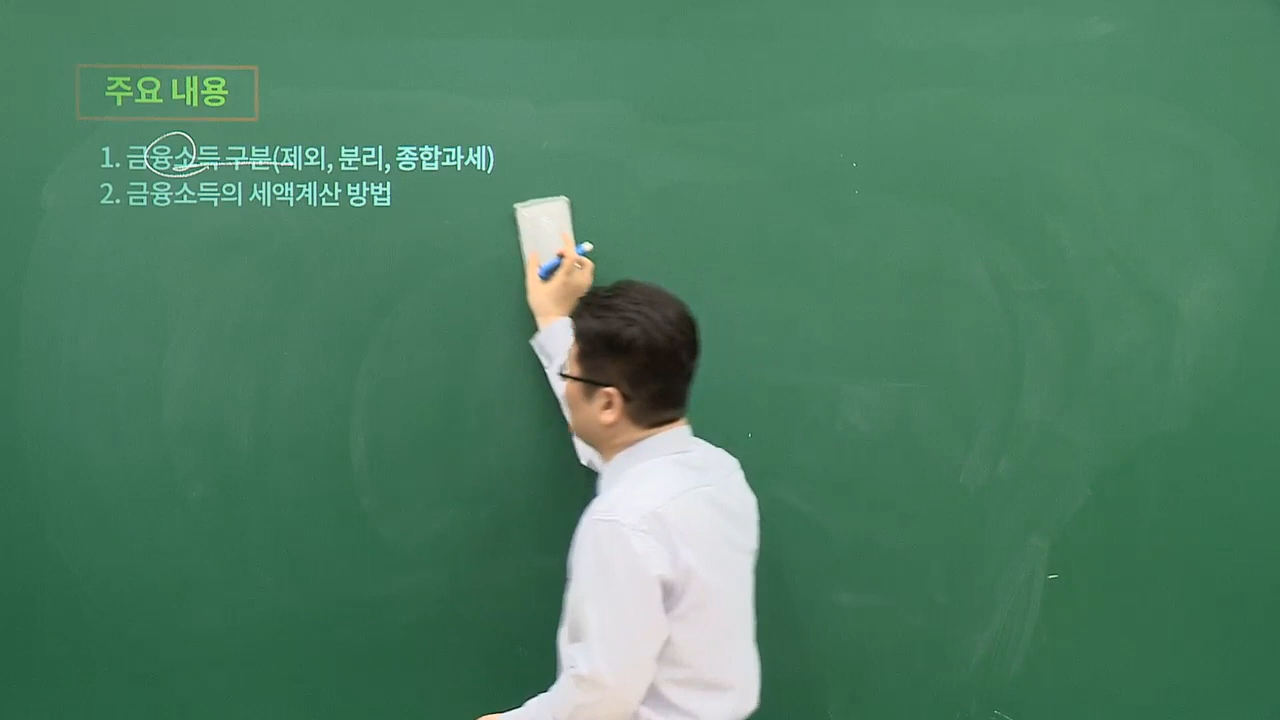 주요 내용
1. 금융소득 구분(제외, 분리, 종합과세)
2. 금융소득의 세액계산 방법